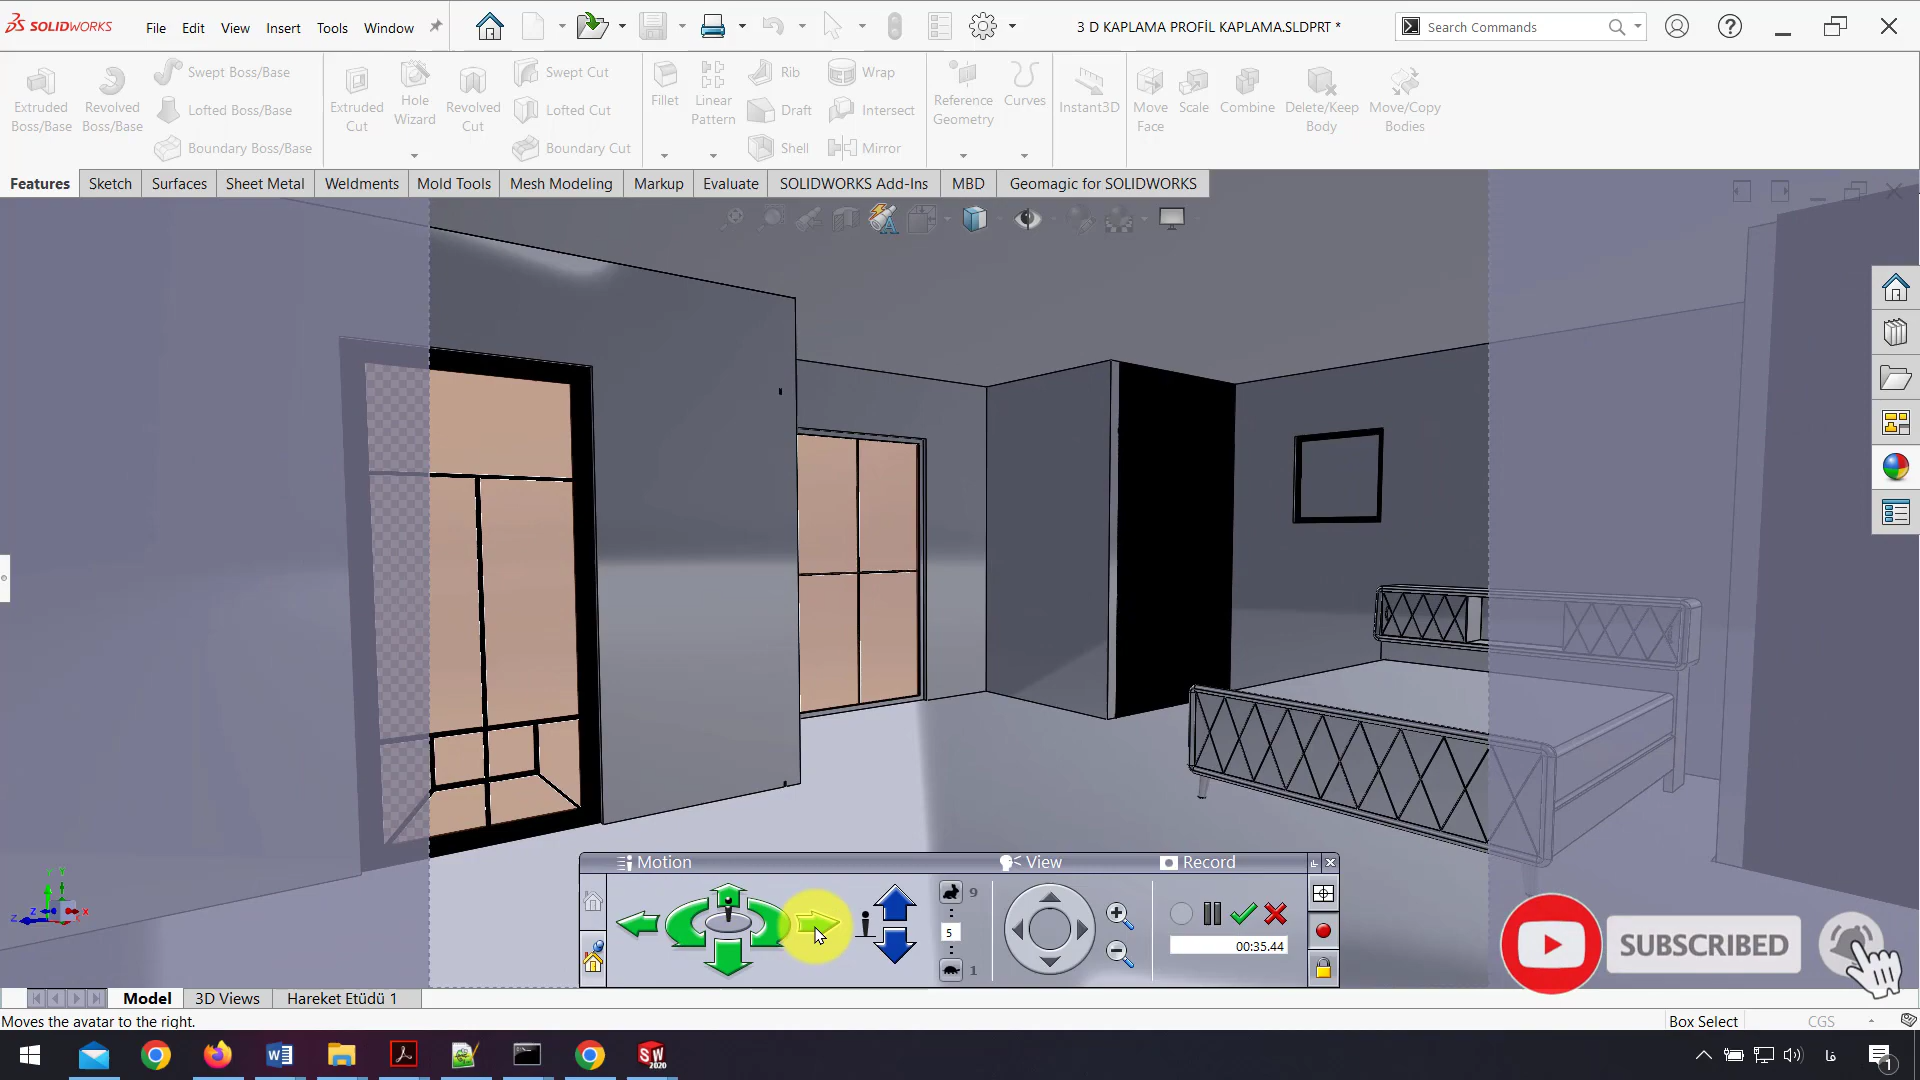 SOLIDWORKS File Edit View Insert Tools Window 3 D KAPLAMA PROFİL KAPLAMA.SLDPRT * Search Commands ?
Extruded Boss/Base
Revolved Boss/Base
Swept Boss/Base
Lofted Boss/Base
Boundary Boss/Base
Extruded Cut
Hole Wizard
Revolved Cut
Swept Cut
Lofted Cut
Boundary Cut
Fillet
Linear Pattern
Rib
Draft
Shell
Wrap
Intersect
Mirror
Reference Geometry
Curves
Instant3D
Move Face
Scale
Combine
Delete/Keep Body
Move/Copy Bodies
Features Sketch Surfaces Sheet Metal Weldments Mold Tools Mesh Modeling Markup Evaluate SOLIDWORKS Add-Ins MBD Geomagic for SOLIDWORKS
Y Y
Z Z X X
Motion View Record
9
5
1
00:35.44
SUBSCRIBED
Model 3D Views Hareket Etüdü 1
Moves the avatar to the right. Box Select CGS
SW 2020
فا
1